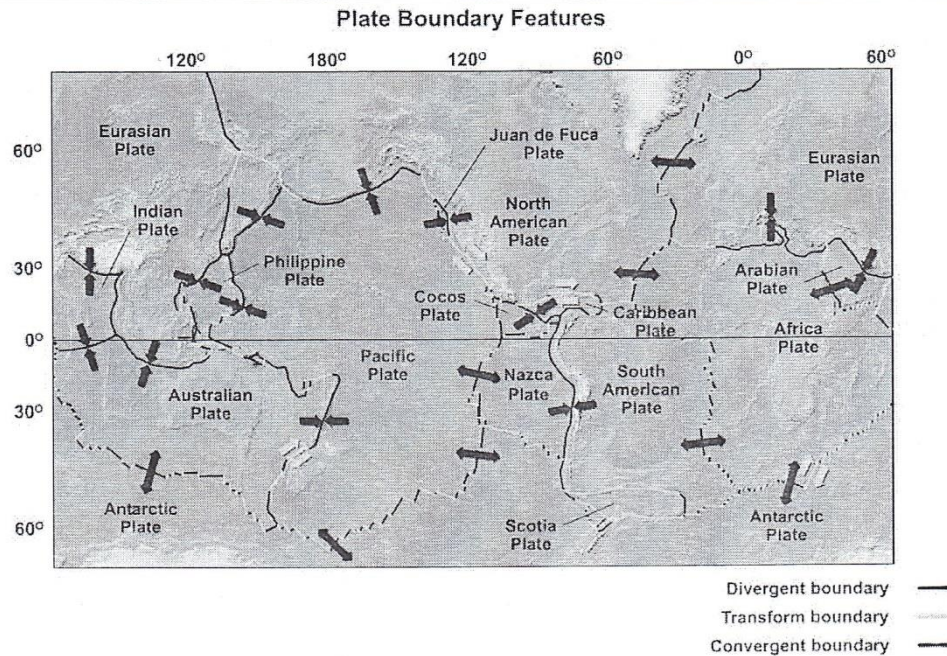 Plate Boundary Features
120° 180° 120° 60° 0° 60°
60°
30°
0°
30°
60°
Eurasian
Plate
Indian
Plate
Philippine
Plate
Juan de Fuca
Plate
North
American
Plate
Cocos
Plate
Caribbean
Plate
Eurasian
Plate
Arabian
Plate
Africa
Plate
Pacific
Plate
Australian
Plate
Nazca
Plate
South
American
Plate
Antarctic
Plate
Scotia
Plate
Antarctic
Plate
Divergent boundary
Transform boundary
Convergent boundary